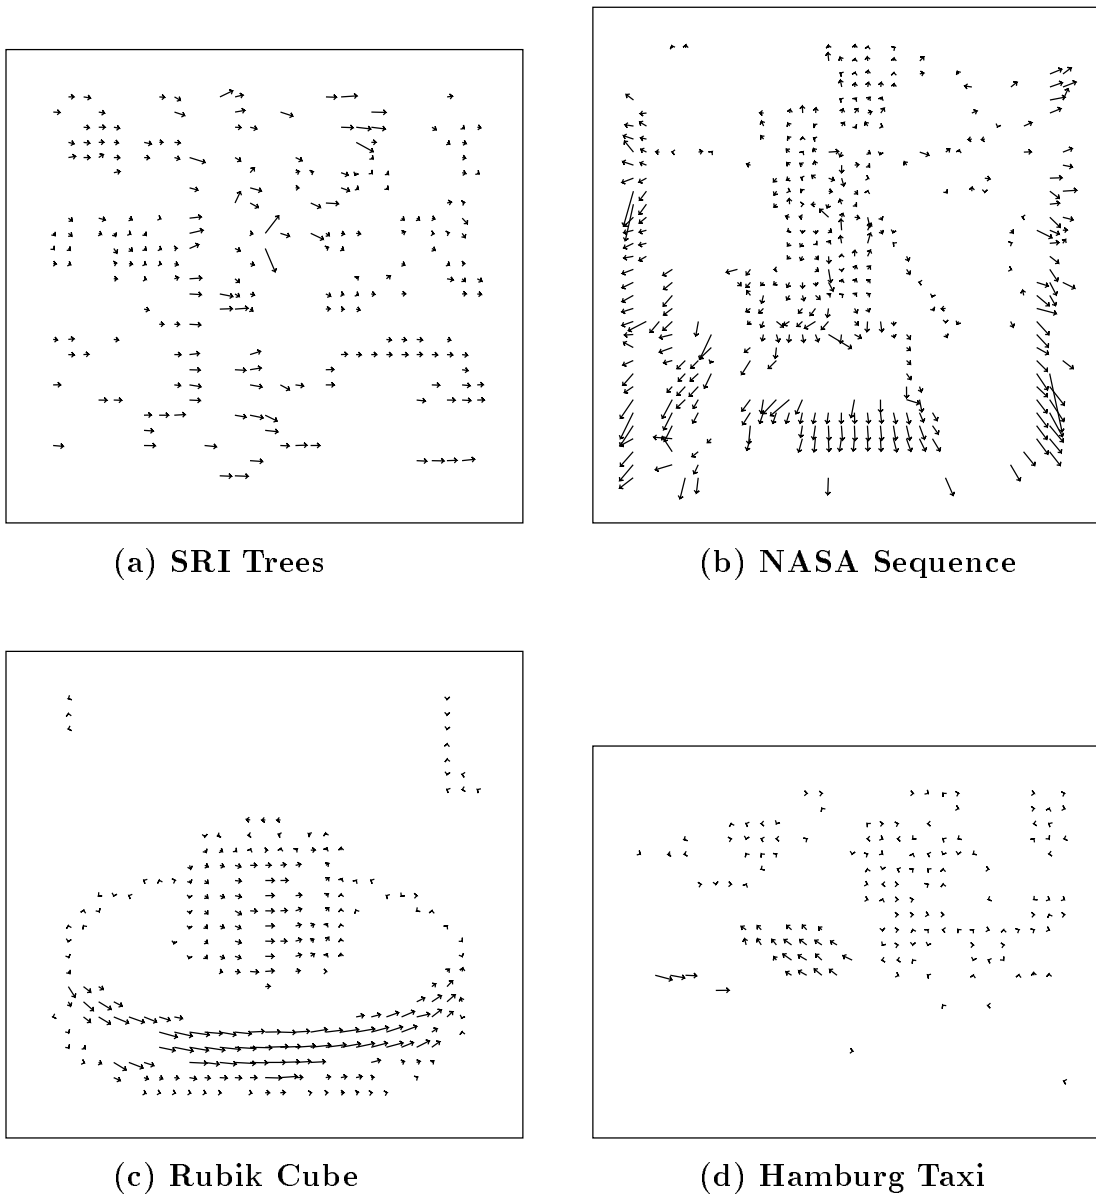 (a) SRI Trees
(b) NASA Sequence
(c) Rubik Cube
(d) Hamburg Taxi